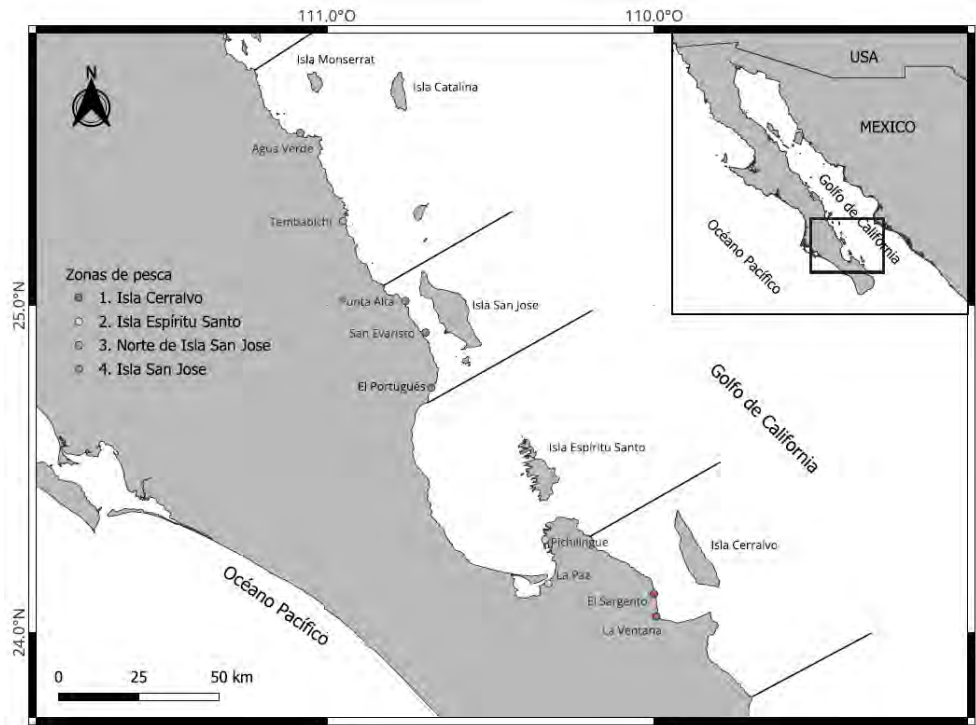 111.0°O
110.0°O
N
Isla Monserrat
Isla Catalina
USA
MEXICO
Golfo de California
Océano Pacífico
Agua Verde
Tembabichi
25.0°N
Zonas de pesca
1. Isla Cerralvo
2. Isla Espíritu Santo
3. Norte de Isla San Jose
4. Isla San Jose
Punta Alta
Isla San Jose
San Evaristo
El Portugués
Golfo de California
Isla Espíritu Santo
Pichilingue
Isla Cerralvo
La Paz
El Sargento
La Ventana
Océano Pacífico
24.0°N
0 25 50 km